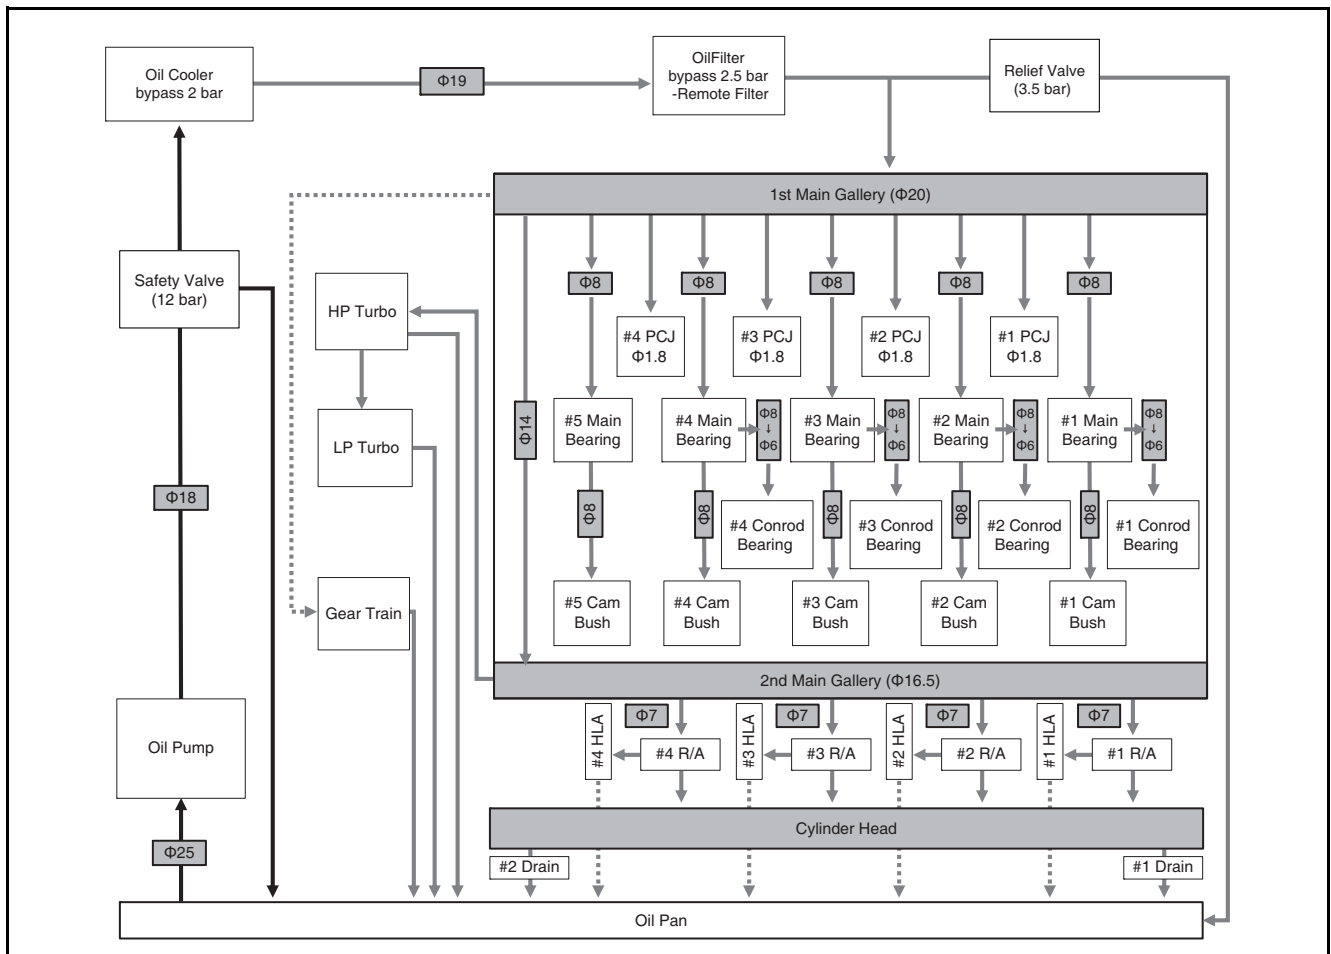 Oil Cooler
bypass 2 bar
Φ19
OilFilter
bypass 2.5 bar
-Remote Filter
Relief Valve
(3.5 bar)
1st Main Gallery (Φ20)
Safety Valve
(12 bar)
HP Turbo
Φ8
Φ8
Φ8
Φ8
Φ8
#4 PCJ
Φ1.8
#3 PCJ
Φ1.8
#2 PCJ
Φ1.8
#1 PCJ
Φ1.8
LP Turbo
Φ14
#5 Main
Bearing
#4 Main
Bearing
Φ8
↓
Φ6
#3 Main
Bearing
Φ8
↓
Φ6
#2 Main
Bearing
Φ8
↓
Φ6
#1 Main
Bearing
Φ8
↓
Φ6
Φ18
Φ8
Φ8
Φ8
Φ8
Φ8
#4 Conrod
Bearing
#3 Conrod
Bearing
#2 Conrod
Bearing
#1 Conrod
Bearing
Gear Train
#5 Cam
Bush
#4 Cam
Bush
#3 Cam
Bush
#2 Cam
Bush
#1 Cam
Bush
2nd Main Gallery (Φ16.5)
Oil Pump
#4 HLA
Φ7
#4 R/A
#3 HLA
Φ7
#3 R/A
#2 HLA
Φ7
#2 R/A
#1 HLA
Φ7
#1 R/A
Cylinder Head
Φ25
#2 Drain
#1 Drain
Oil Pan